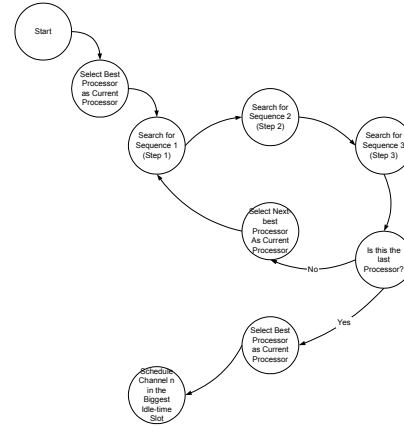 Start
Select Best
Processor
as Current
Processor
Search for
Sequence 1
(Step 1)
Search for
Sequence 2
(Step 2)
Search for
Sequence 3
(Step 3)
Select Next-
best
Processor
As Current
Processor
Is this the
last
Processor?
No
Yes
Select Best
Processor
as Current
Processor
Schedule
Channel n
in the
Biggest
Idle-time
Slot